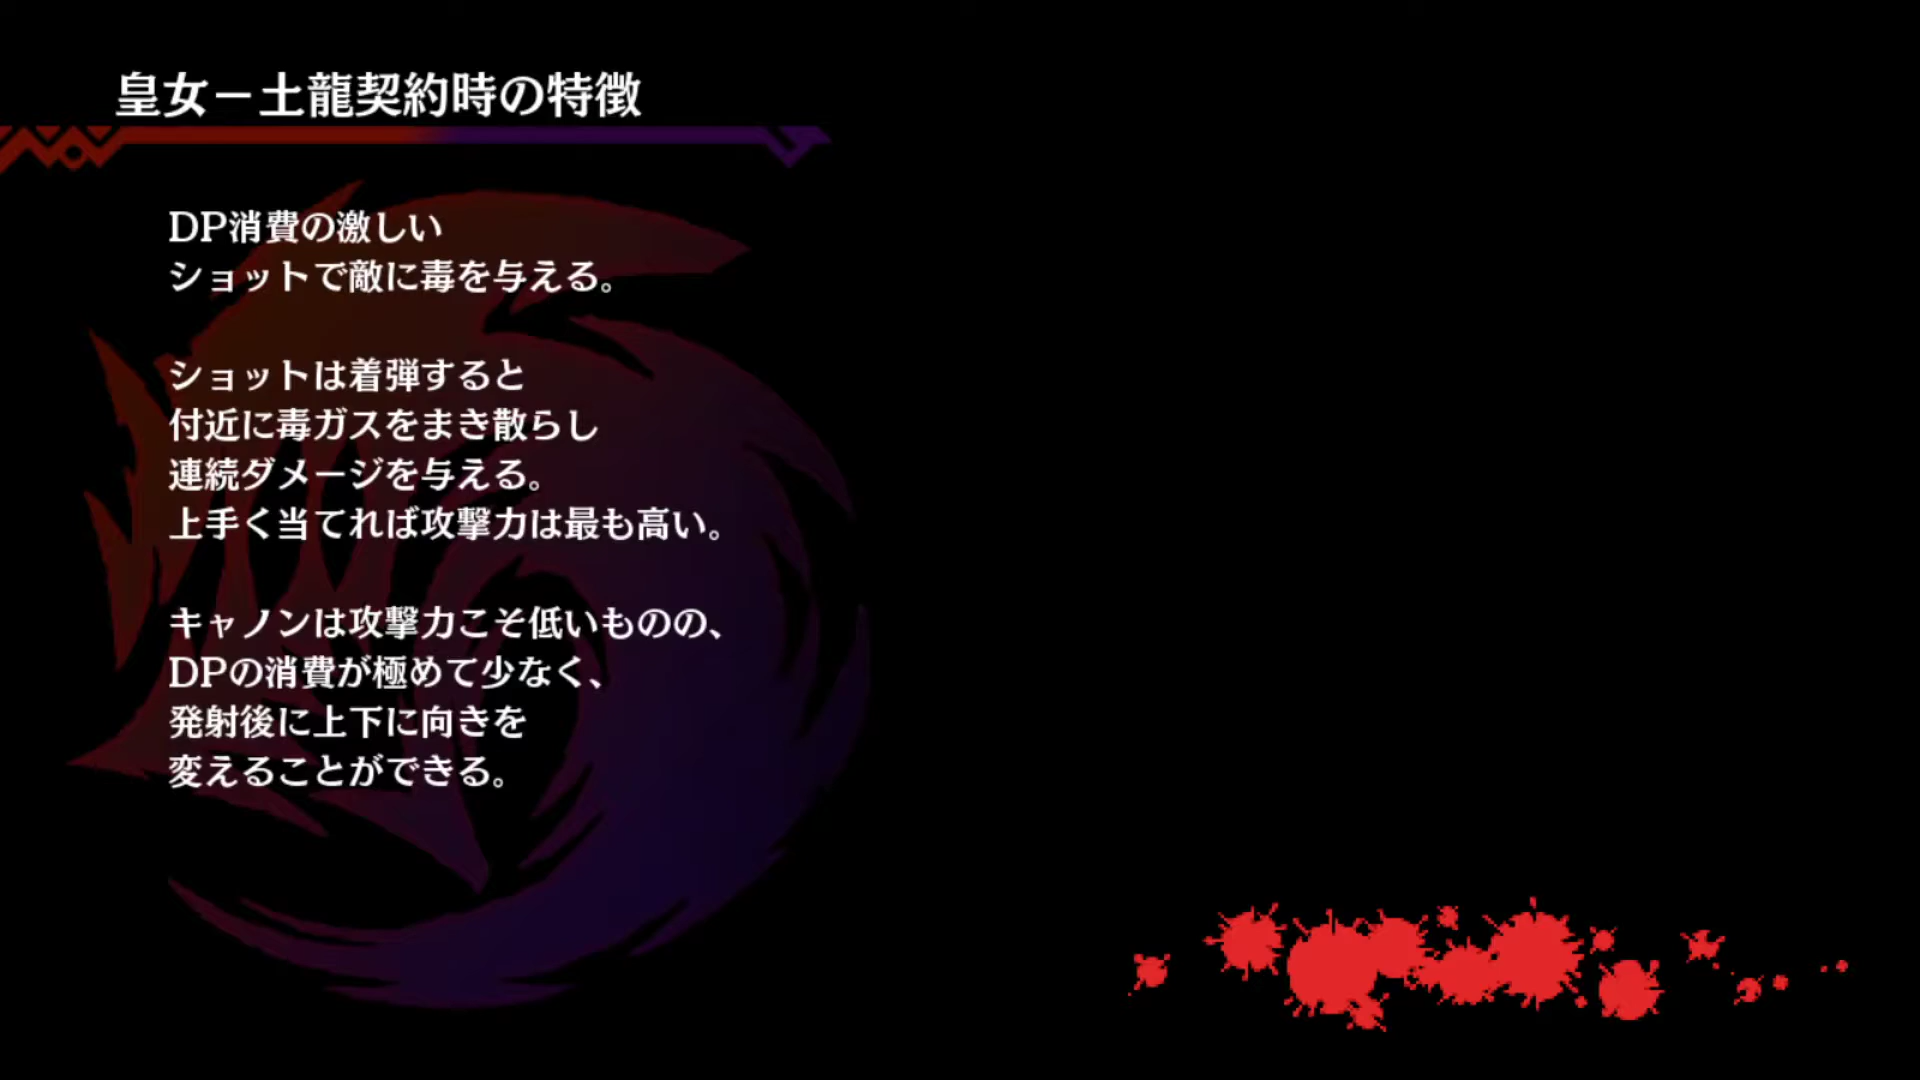 皇女－土龍契約時の特徴
DP消費の激しい
ショットで敵に毒を与える。
ショットは着弾すると
付近に毒ガスをまき散らし
連続ダメージを与える。
上手く当てれば攻撃力は最も高い。
キャノンは攻撃力こそ低いものの、
DPの消費が極めて少なく、
発射後に上下に向きを
変えることができる。